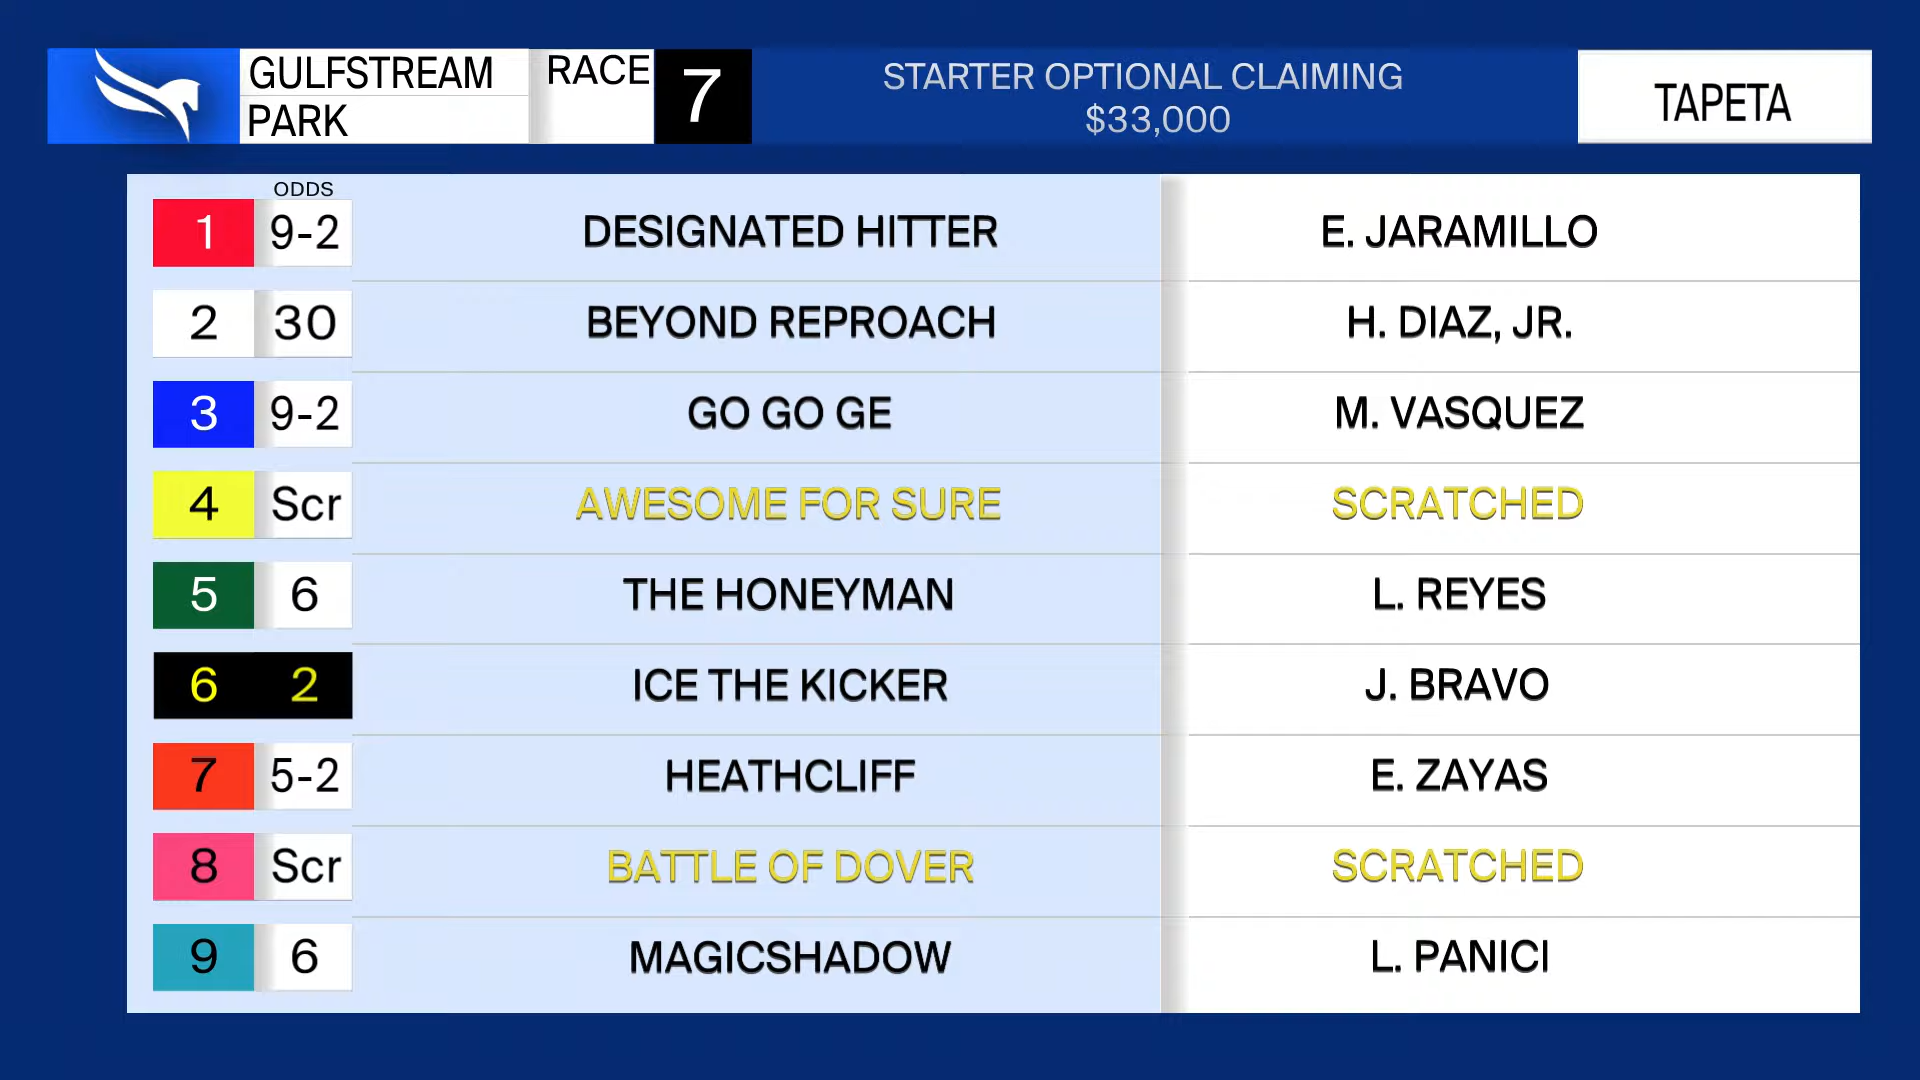 GULFSTREAM
PARK
RACE 7
STARTER OPTIONAL CLAIMING
$33,000
TAPETA
ODDS
1 9-2 DESIGNATED HITTER E. JARAMILLO
2 30 BEYOND REPROACH H. DIAZ, JR.
3 9-2 GO GO GE M. VASQUEZ
4 Scr AWESOME FOR SURE SCRATCHED
5 6 THE HONEYMAN L. REYES
6 2 ICE THE KICKER J. BRAVO
7 5-2 HEATHCLIFF E. ZAYAS
8 Scr BATTLE OF DOVER SCRATCHED
9 6 MAGICSHADOW L. PANICI